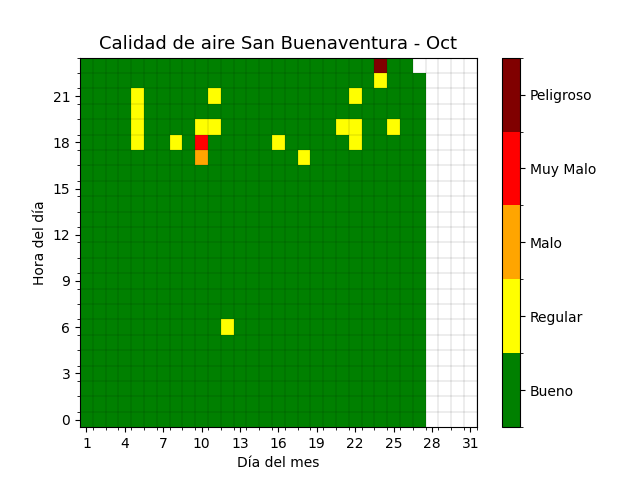 Calidad de aire San Buenaventura - Oct
Hora del día
21
18
15
12
9
6
3
0
1 4 7 10 13 16 19 22 25 28 31
Día del mes
Peligroso
Muy Malo
Malo
Regular
Bueno